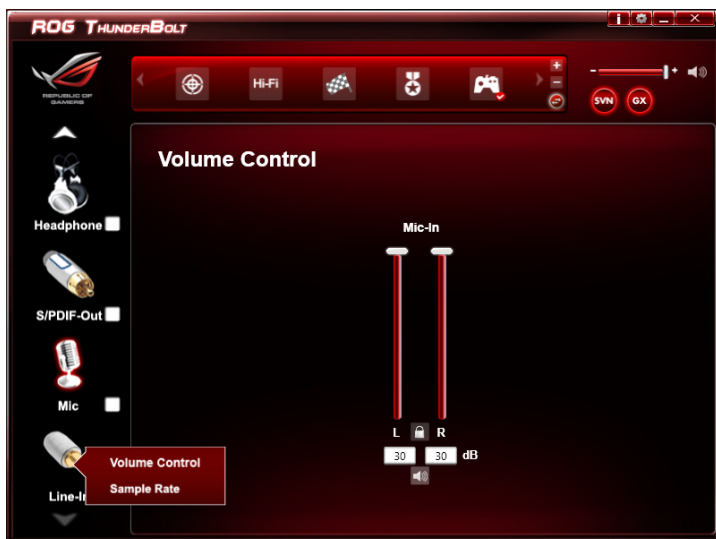 ROG THUNDERBOLT
REPUBLIC OF
GAMERS
Hi-Fi
- +
SVN GX
Volume Control
Headphone
Mic-In
S/PDIF-Out
Mic
L R
30 30 dB
Volume Control
Sample Rate
Line-In